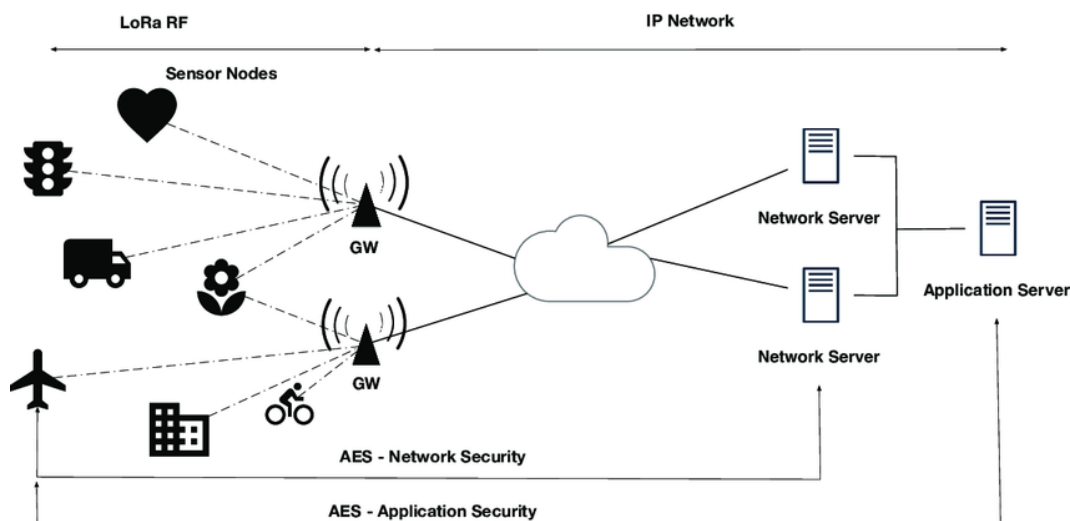 LoRa RF
IP Network
Sensor Nodes
GW
Network Server
Application Server
GW
Network Server
AES - Network Security
AES - Application Security